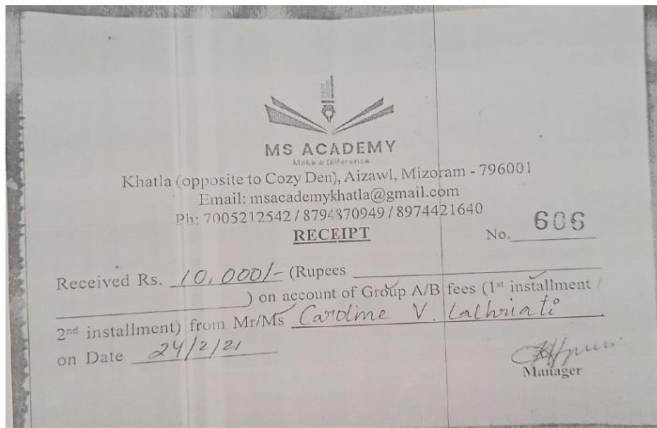 MS ACADEMY
Make a Difference
Khatla (opposite to Cozy Den), Aizawl, Mizoram - 796001
Email: msacademykhatla@gmail.com
Ph: 7005212542 / 8794870949 / 8974421640
RECEIPT
No. 606
Received Rs. 10,000/- (Rupees
) on account of Group A/B fees (1st installment /
2nd installment) from Mr/Ms Caroline V. Lalhriati
on Date 24/2/21
Manager